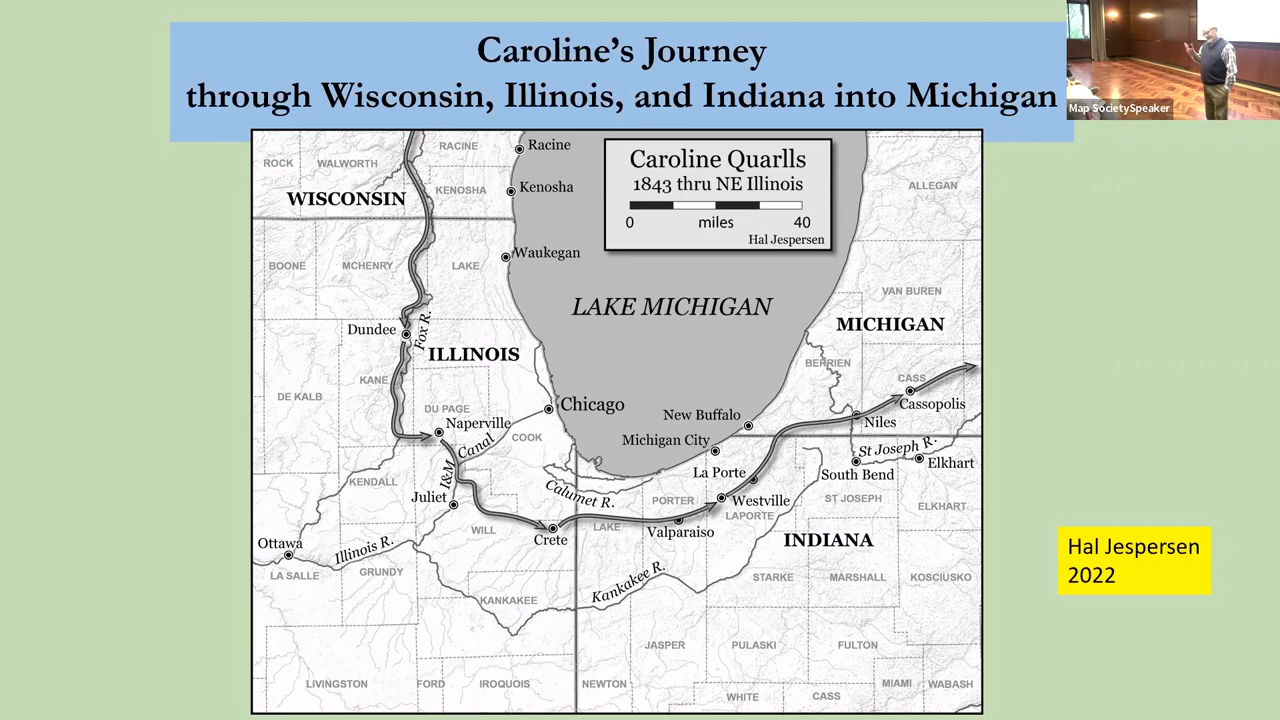 Caroline's Journey
through Wisconsin, Illinois, and Indiana into Michigan
Map SocietySpeaker
Caroline Quarlls
1843 thru NE Illinois
0 miles 40
Hal Jespersen
ROCK
WALWORTH
RACINE
Racine
WISCONSIN
KENOSHA
Kenosha
ALLEGAN
BOONE
MCHENRY
LAKE
Waukegan
LAKE MICHIGAN
VAN BUREN
Dundee
Fox R.
ILLINOIS
MICHIGAN
BERRIEN
KANE
CASS
DE KALB
DU PAGE
Chicago
Cassopolis
Naperville
New Buffalo
Niles
COOK
Canal
I&M
Michigan City
St Joseph R.
Elkhart
La Porte
South Bend
KENDALL
Juliet
Calumet R.
PORTER
Westville
ST JOSEPH
ELKHART
LAPORTE
WILL
Crete
LAKE
Valparaiso
INDIANA
Ottawa
Illinois R.
LA SALLE
GRUNDY
Kankakee R.
STARKE
MARSHALL
KOSCIUSKO
KANKAKEE
JASPER
PULASKI
FULTON
LIVINGSTON
FORD
IROQUOIS
NEWTON
WHITE
CASS
MIAMI
WABASH
Hal Jespersen
2022